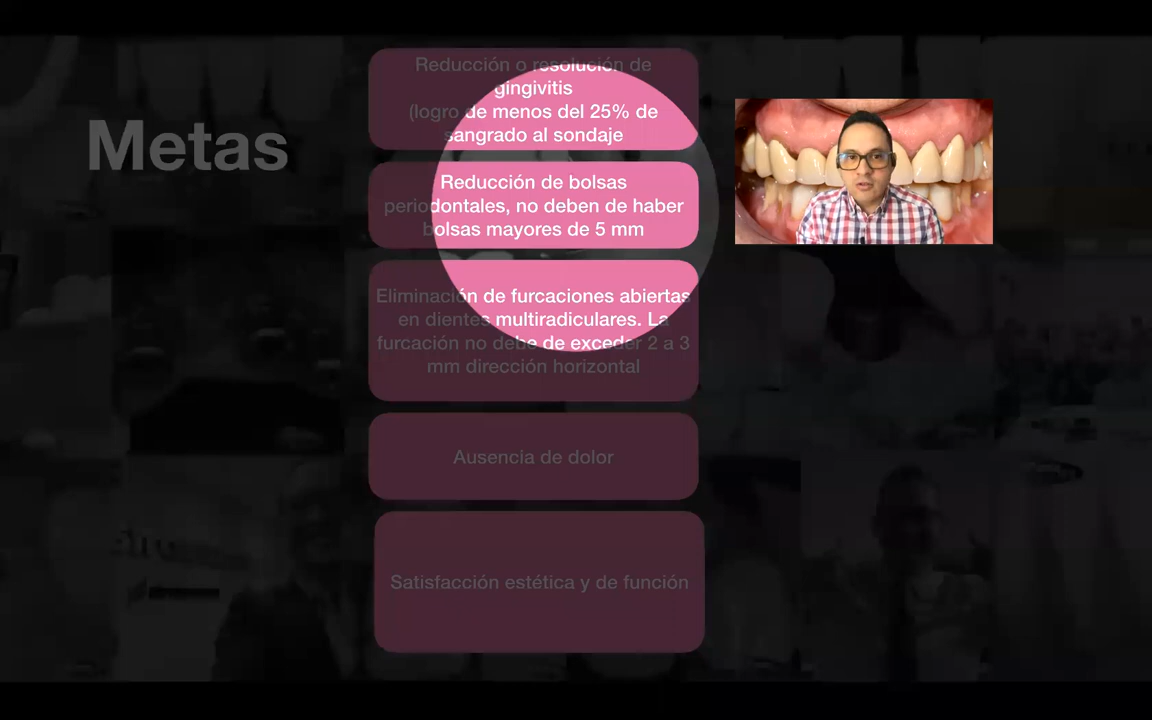 Metas
Reducción o resolución de
gingivitis
(logro de menos del 25% de
sangrado al sondaje
Reducción de bolsas
periodontales, no deben de haber
bolsas mayores de 5 mm
Eliminación de furcaciones abiertas
en dientes multiradiculares. La
furcación no debe de exceder 2 a 3
mm dirección horizontal
Ausencia de dolor
Satisfacción estética y de función